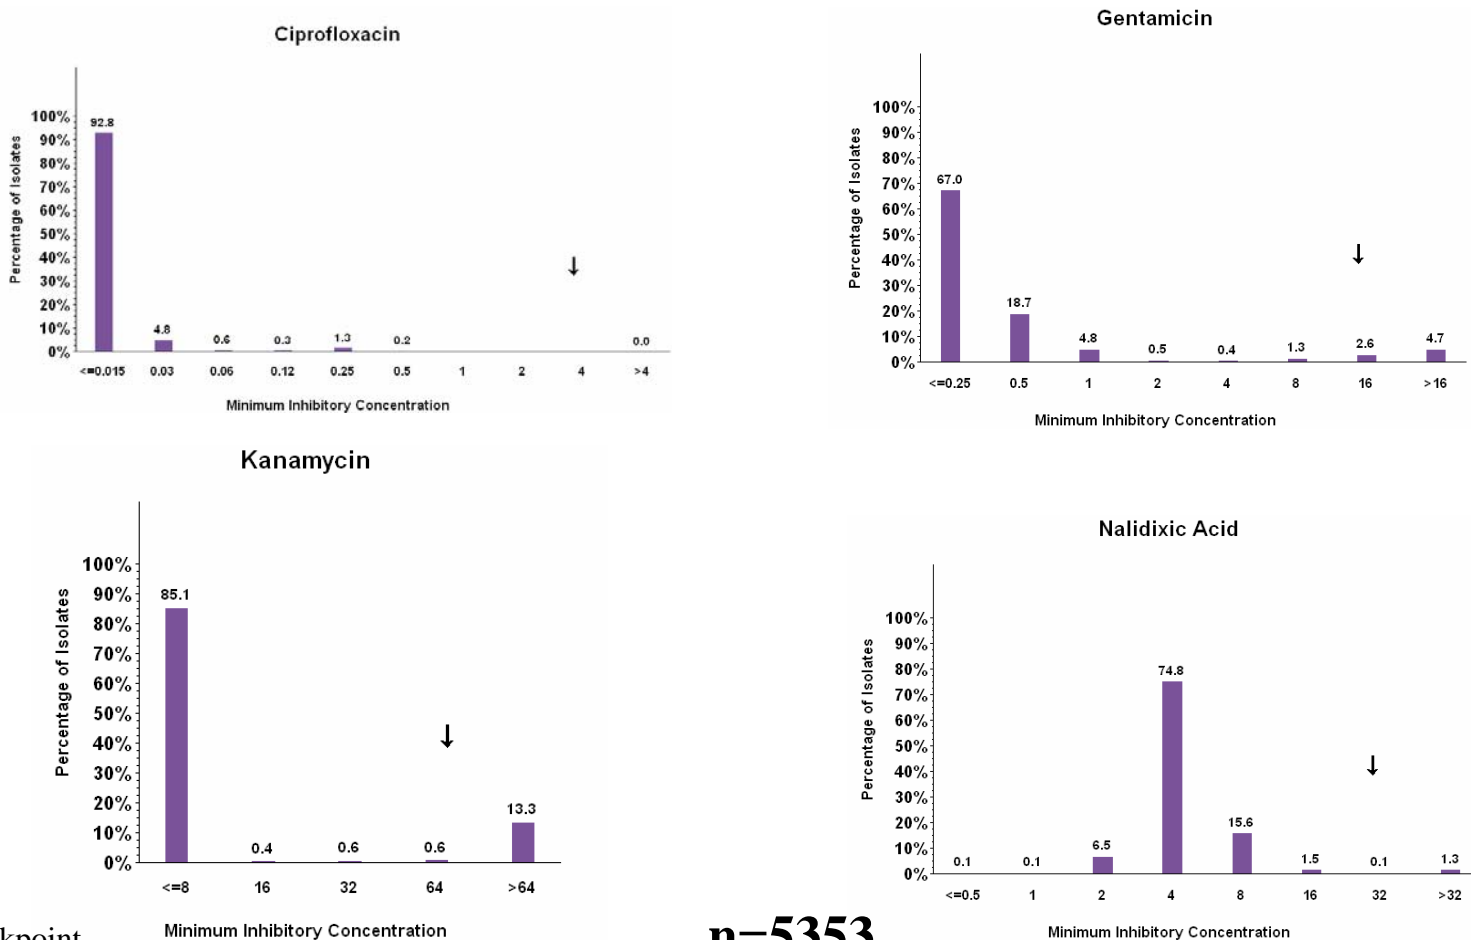 Ciprofloxacin
Percentage of Isolates
100%
90%
80%
70%
60%
50%
40%
30%
20%
10%
0%
92.8 4.8 0.6 0.3 1.3 0.2 0.0
<=0.015 0.03 0.06 0.12 0.25 0.5 1 2 4 >4
Minimum Inhibitory Concentration
Gentamicin
Percentage of Isolates
100%
90%
80%
70%
60%
50%
40%
30%
20%
10%
0%
67.0 18.7 4.8 0.5 0.4 1.3 2.6 4.7
<=0.25 0.5 1 2 4 8 16 >16
Minimum Inhibitory Concentration
Kanamycin
Percentage of Isolates
100%
90%
80%
70%
60%
50%
40%
30%
20%
10%
0%
85.1 0.4 0.6 0.6 13.3
<=8 16 32 64 >64
Minimum Inhibitory Concentration
Nalidixic Acid
Percentage of Isolates
100%
90%
80%
70%
60%
50%
40%
30%
20%
10%
0%
0.1 0.1 6.5 74.8 15.6 1.5 0.1 1.3
<=0.5 1 2 4 8 16 32 >32
Minimum Inhibitory Concentration
kpoint
n=5353